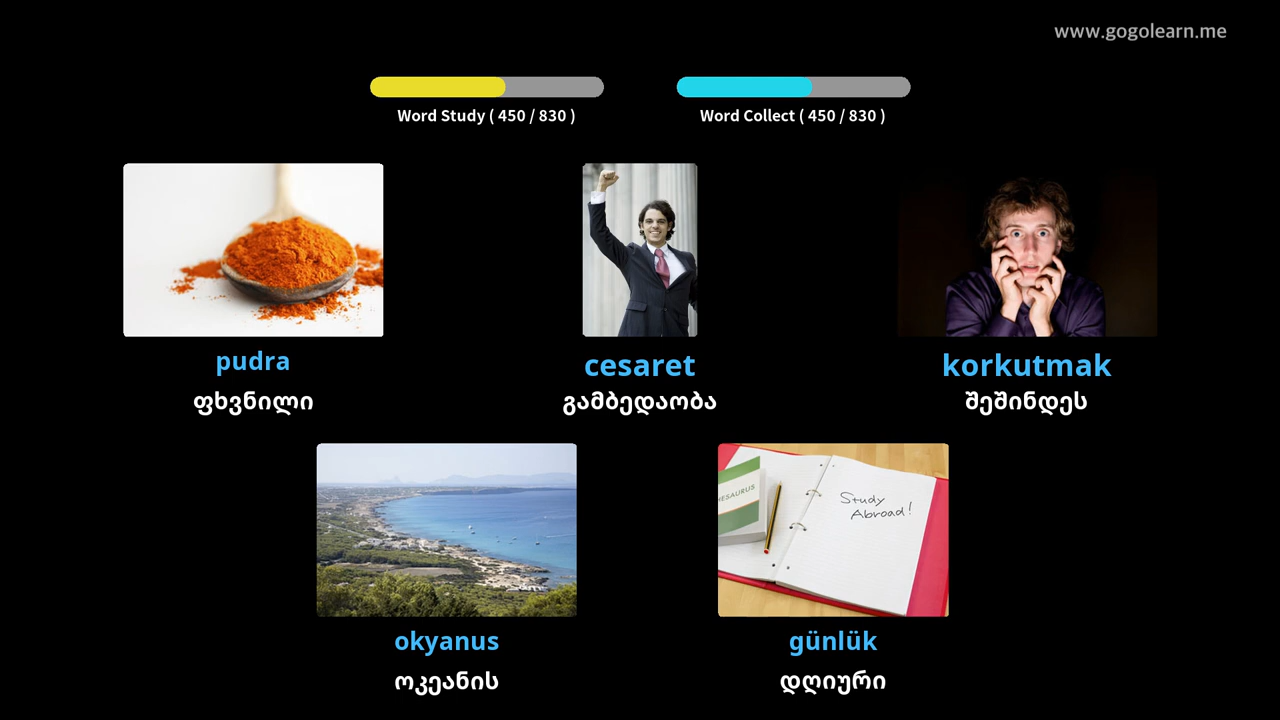 www.gogolearn.me
Word Study ( 450 / 830 )
Word Collect ( 450 / 830 )
pudra
ფხვნილი
cesaret
გამბედაობა
korkutmak
შეშინდეს
THESAURUS
Study
Abroad!
okyanus
ოკეანის
günlük
დღიური